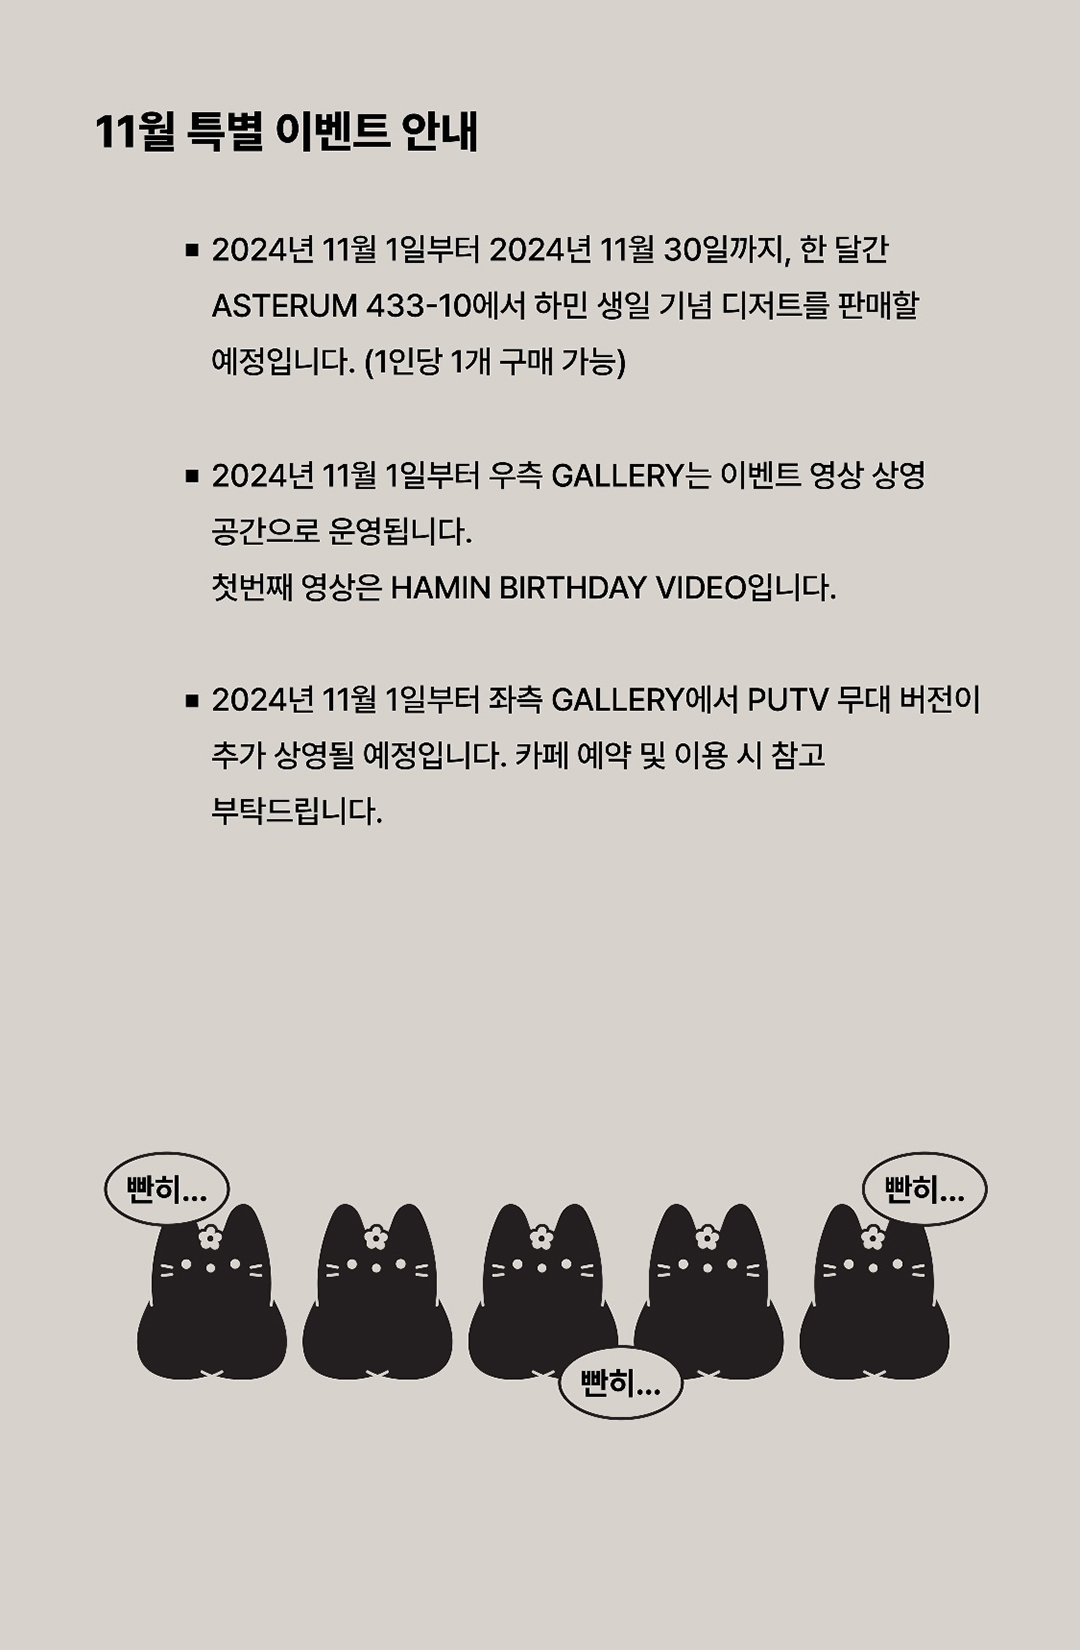 11월 특별 이벤트 안내
▪ 2024년 11월 1일부터 2024년 11월 30일까지, 한 달간
ASTERUM 433-10에서 하민 생일 기념 디저트를 판매할
예정입니다. (1인당 1개 구매 가능)
▪ 2024년 11월 1일부터 우측 GALLERY는 이벤트 영상 상영
공간으로 운영됩니다.
첫번째 영상은 HAMIN BIRTHDAY VIDEO입니다.
▪ 2024년 11월 1일부터 좌측 GALLERY에서 PUTV 무대 버전이
추가 상영될 예정입니다. 카페 예약 및 이용 시 참고
부탁드립니다.
빤히...
빤히...
빤히...